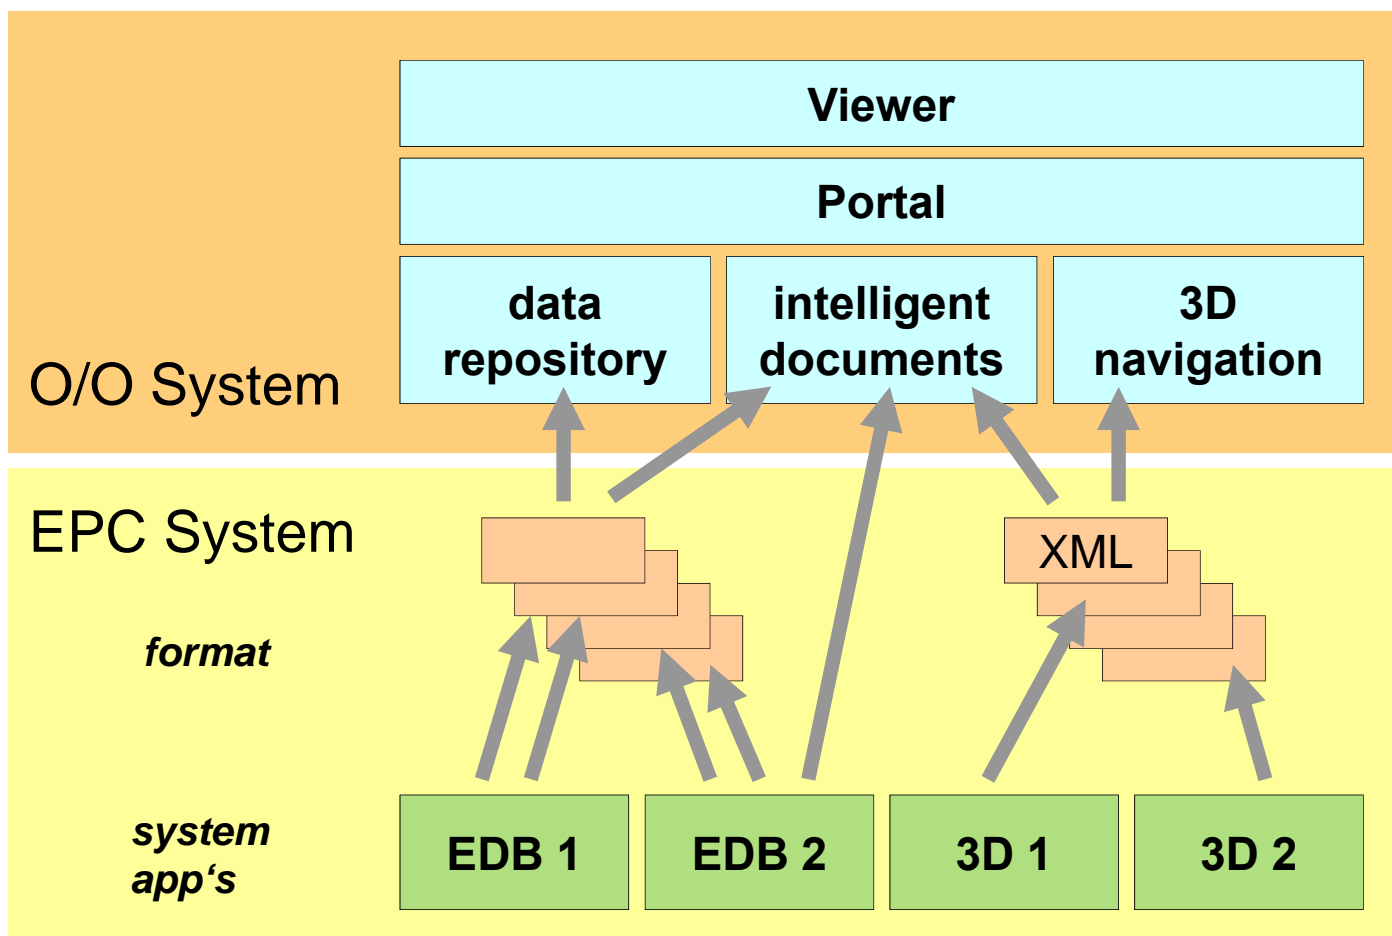 Viewer
Portal
data
repository
intelligent
documents
3D
navigation
O/O System
EPC System
XML
format
system
app‘s
EDB 1
EDB 2
3D 1
3D 2